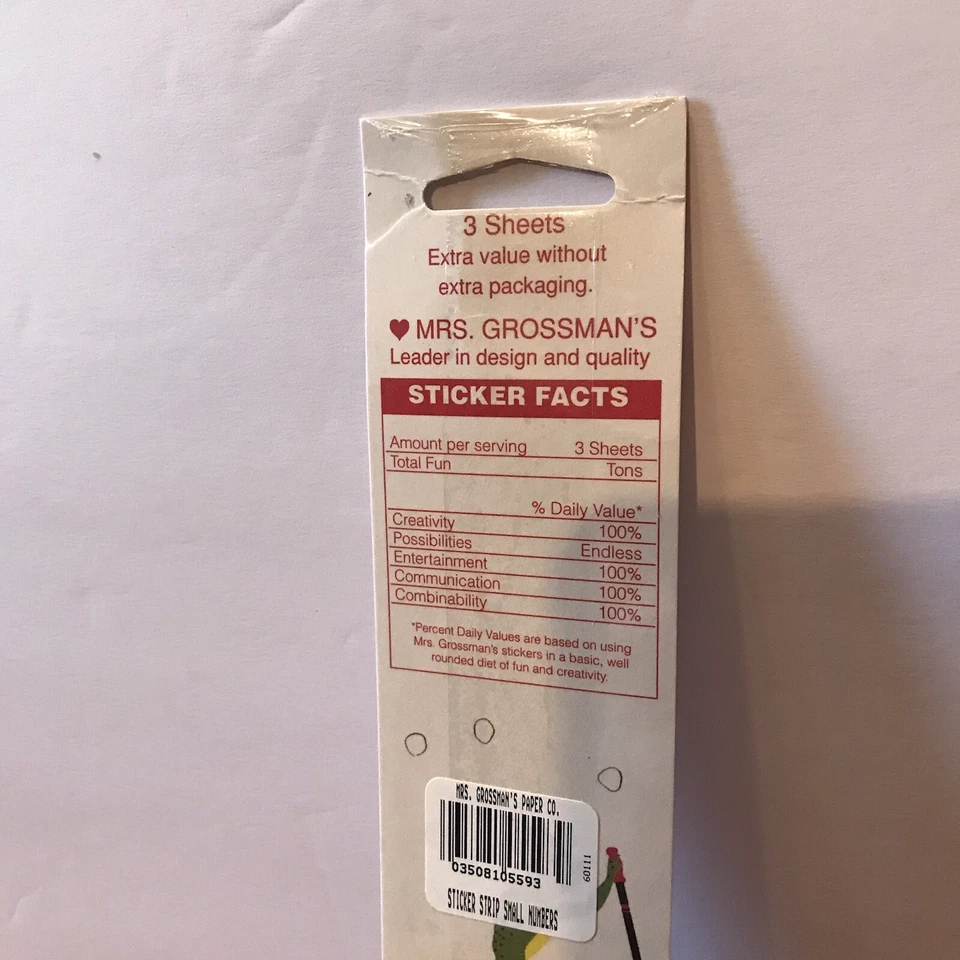 3 Sheets
Extra value without
extra packaging.
♥ MRS. GROSSMAN'S
Leader in design and quality
STICKER FACTS
Amount per serving 3 Sheets
Total Fun Tons
% Daily Value*
Creativity 100%
Possibilities Endless
Entertainment 100%
Communication 100%
Combinability 100%
*Percent Daily Values are based on using
Mrs. Grossman's stickers in a basic, well
rounded diet of fun and creativity.
MRS. GROSSMAN'S PAPER CO.
03508105593
60111
STICKER STRIP SMALL NUMBERS